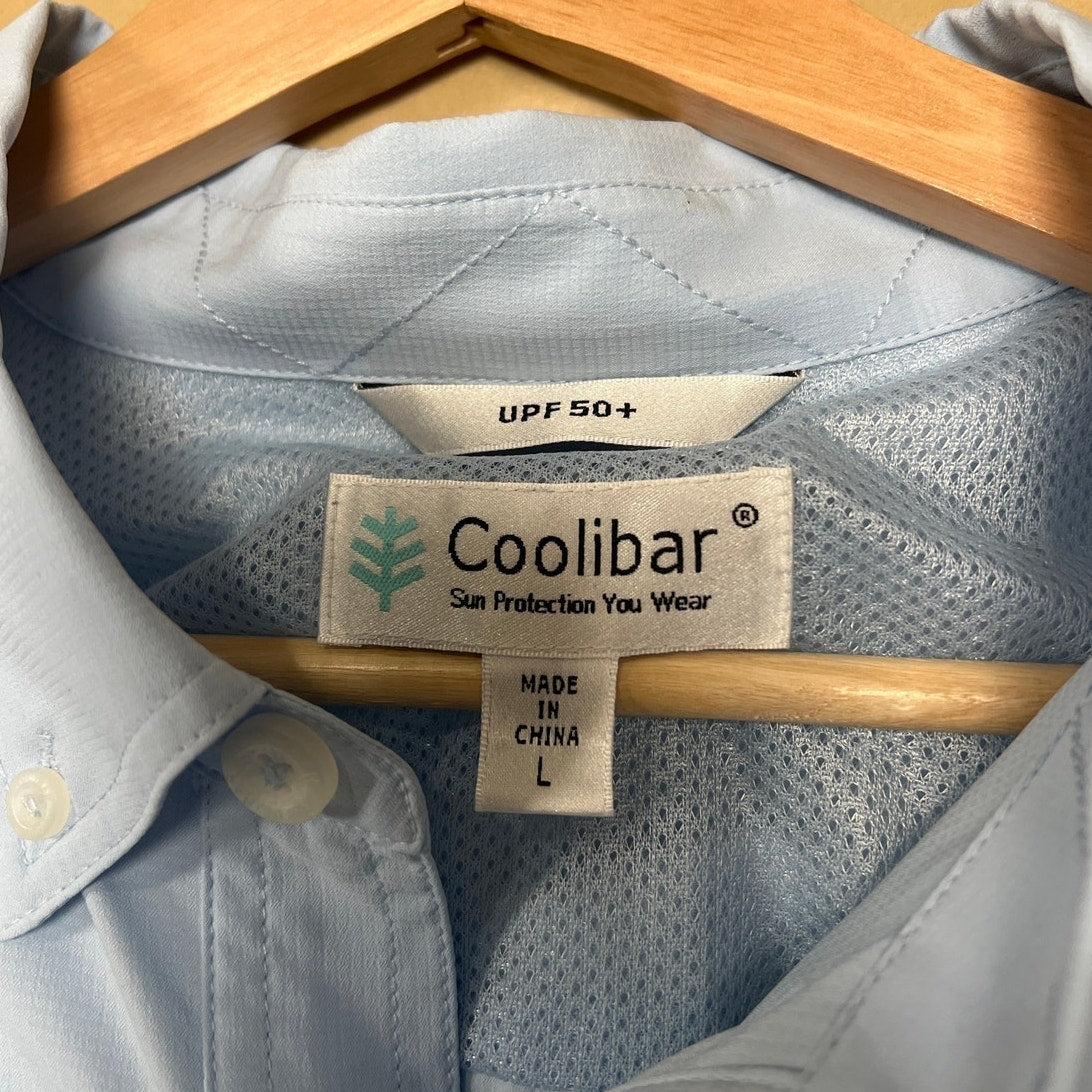 UPF 50+
Coolibar ®
Sun Protection You Wear
MADE
IN
CHINA
L